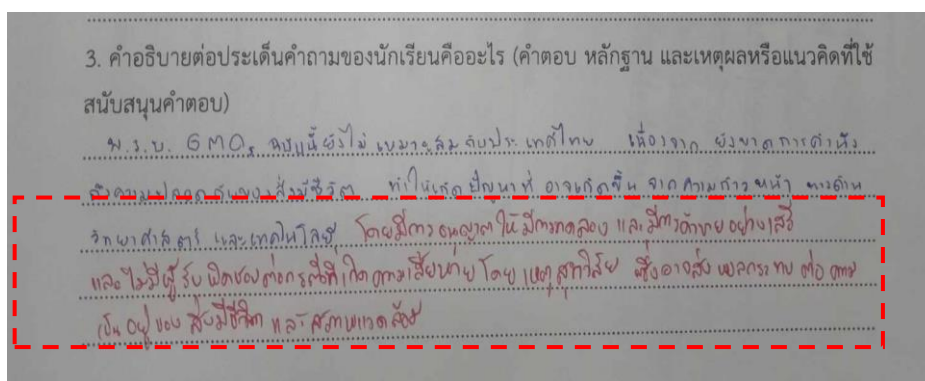 3. คำอธิบายต่อประเด็นคำถามของนักเรียนคืออะไร (คำตอบ หลักฐาน และเหตุผลหรือแนวคิดที่ใช้
สนับสนุนคำตอบ)
พ.ร.บ. GMOs ฉบับนี้ยังไม่เหมาะสมกับประเทศไทย เนื่องจาก ยังขาดการคำนึง
ถึงความปลอดภัยของสิ่งมีชีวิต ทำให้เกิดปัญหาที่อาจเกิดขึ้น จากความก้าวหน้า ทางด้าน
วิทยาศาสตร์ และเทคโนโลยี โดยมีการอนุญาตให้มีการทดลอง และมีการค้าขายอย่างเสรี
และไม่มีผู้รับผิดชอบต่อกรณีที่เกิดความเสียหายโดยเหตุสุดวิสัย ซึ่งอาจส่งผลกระทบต่อความ
เป็นอยู่ของสิ่งมีชีวิต และสภาพแวดล้อม